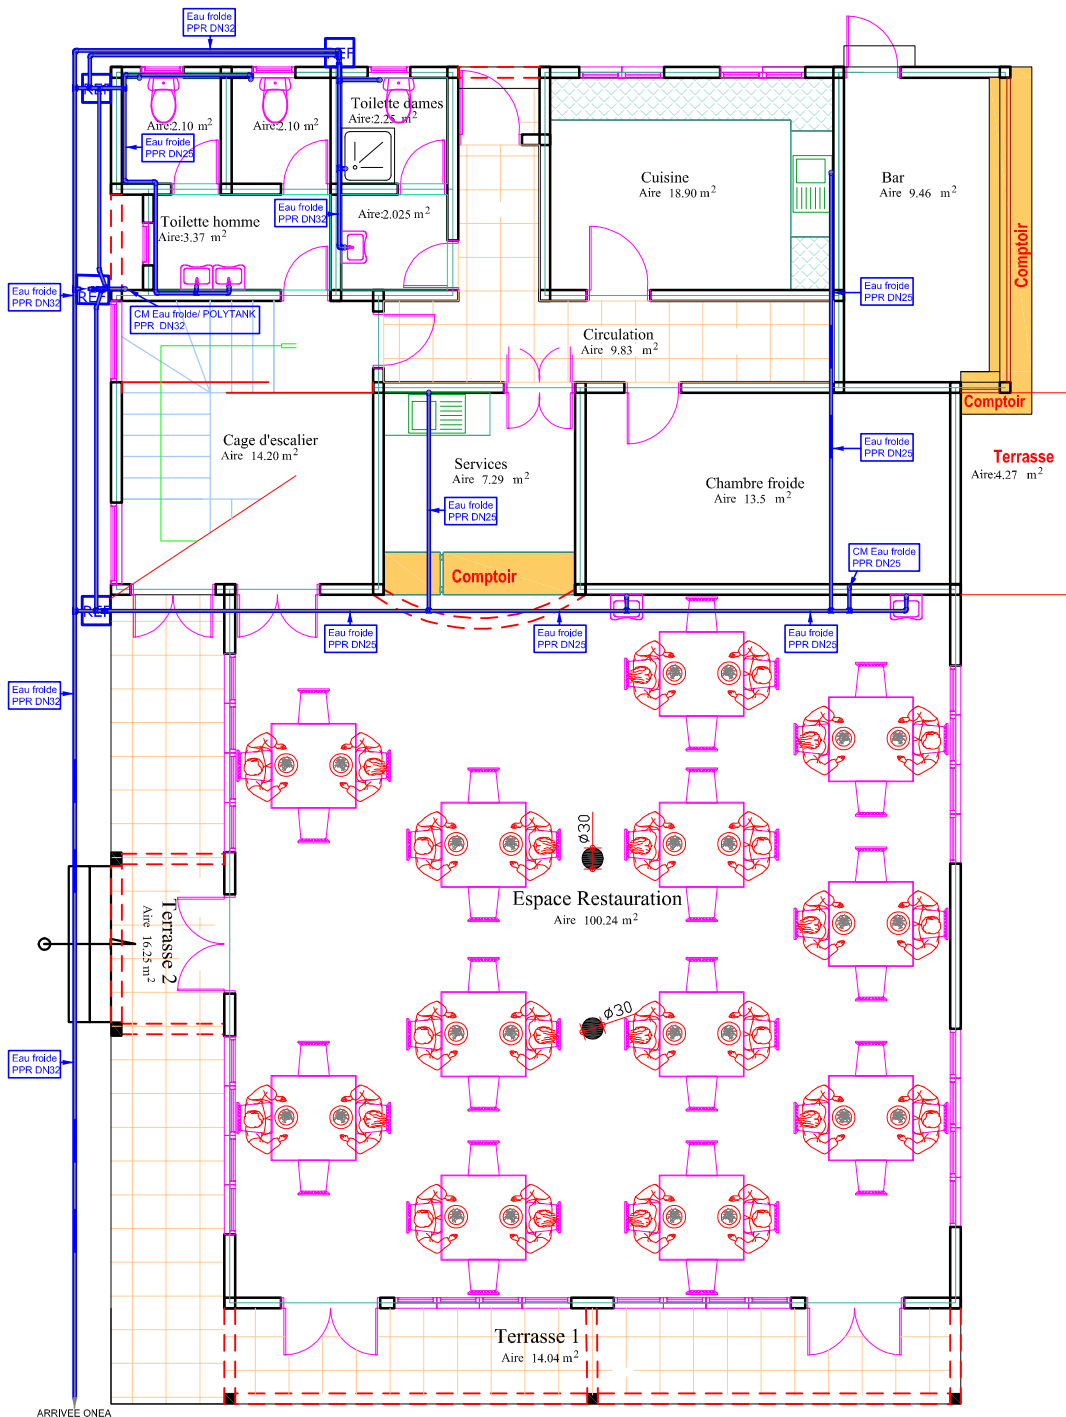 Eau froide
PPR DN32
REF
REF
Toilette dames
Aire:2.25 m²
Aire:2.10 m²
Aire:2.10 m²
Eau froide
PPR DN25
Cuisine
Aire 18.90 m²
Bar
Aire 9.46 m²
Eau froide
PPR DN32
Aire:2.025 m²
Toilette homme
Aire:3.37 m²
Comptoir
Eau froide
PPR DN32
REF
Eau froide
PPR DN25
CM Eau froide/ POLYTANK
PPR DN32
Circulation
Aire 9.83 m²
Comptoir
Cage d'escalier
Aire 14.20 m²
Eau froide
PPR DN25
Terrasse
Aire:4.27 m²
Services
Aire 7.29 m²
Chambre froide
Aire 13.5 m²
Eau froide
PPR DN25
CM Eau froide
PPR DN25
Comptoir
REF
Eau froide
PPR DN25
Eau froide
PPR DN25
Eau froide
PPR DN25
Eau froide
PPR DN32
ø30
Espace Restauration
Aire 100.24 m²
Terrasse 2
Aire 16.25 m²
ø30
Eau froide
PPR DN32
Terrasse 1
Aire 14.04 m²
ARRIVEE ONEA